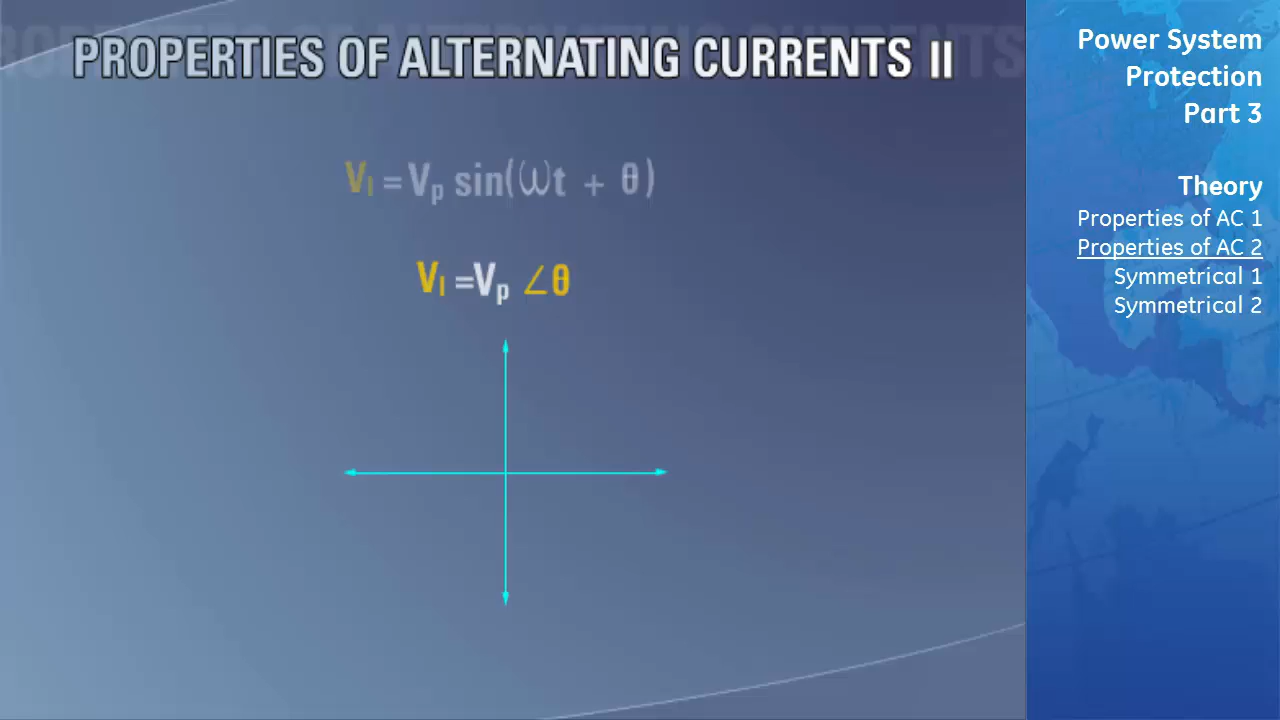 PROPERTIES OF ALTERNATING CURRENTS II
V₁ = Vₚ sin(ωt + θ)
V₁ =Vₚ ∠θ
Power System
Protection
Part 3
Theory
Properties of AC 1
Properties of AC 2
Symmetrical 1
Symmetrical 2